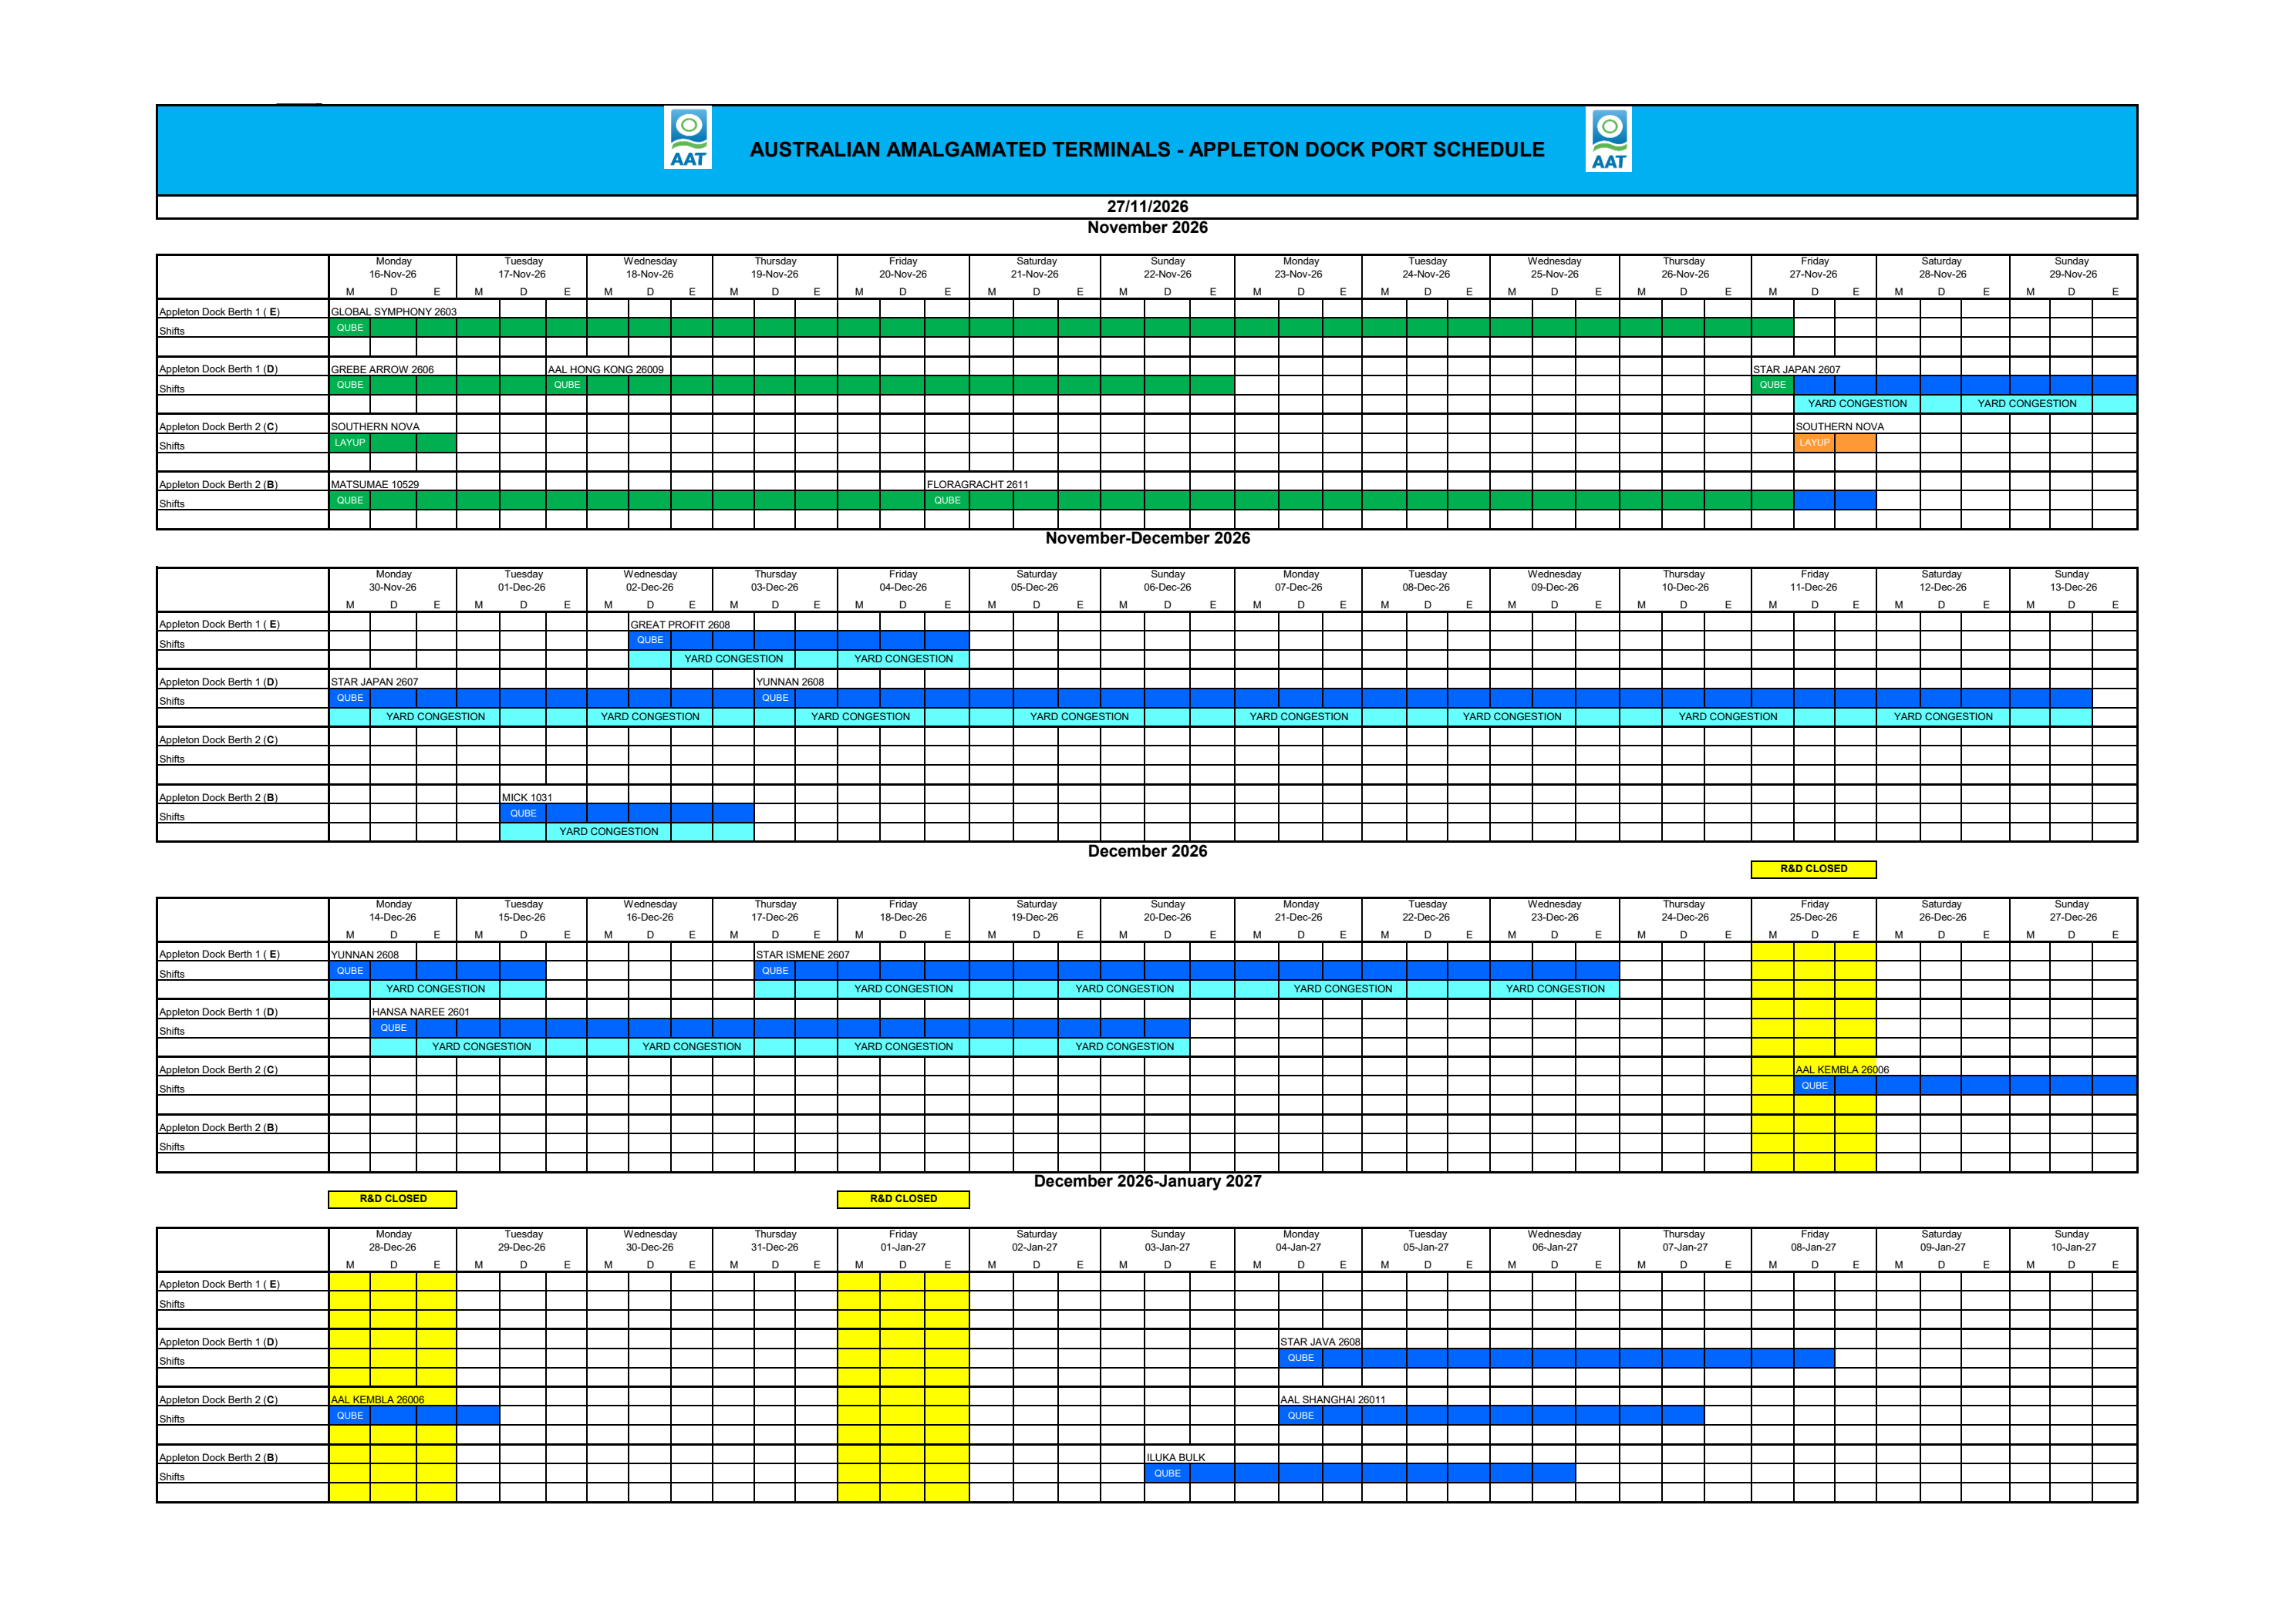 AAT AUSTRALIAN AMALGAMATED TERMINALS - APPLETON DOCK PORT SCHEDULE AAT
27/11/2026
November 2026
Monday Tuesday Wednesday Thursday Friday Saturday Sunday Monday Tuesday Wednesday Thursday Friday Saturday Sunday
16-Nov-26 17-Nov-26 18-Nov-26 19-Nov-26 20-Nov-26 21-Nov-26 22-Nov-26 23-Nov-26 24-Nov-26 25-Nov-26 26-Nov-26 27-Nov-26 28-Nov-26 29-Nov-26
M D E M D E M D E M D E M D E M D E M D E M D E M D E M D E M D E M D E M D E M D E
Appleton Dock Berth 1 ( E) GLOBAL SYMPHONY 2603
Shifts QUBE
Appleton Dock Berth 1 (D) GREBE ARROW 2606 AAL HONG KONG 26009 STAR JAPAN 2607
Shifts QUBE QUBE QUBE
YARD CONGESTION YARD CONGESTION
Appleton Dock Berth 2 (C) SOUTHERN NOVA SOUTHERN NOVA
Shifts LAYUP LAYUP
Appleton Dock Berth 2 (B) MATSUMAE 10529 FLORAGRACHT 2611
Shifts QUBE QUBE
November-December 2026
Monday Tuesday Wednesday Thursday Friday Saturday Sunday Monday Tuesday Wednesday Thursday Friday Saturday Sunday
30-Nov-26 01-Dec-26 02-Dec-26 03-Dec-26 04-Dec-26 05-Dec-26 06-Dec-26 07-Dec-26 08-Dec-26 09-Dec-26 10-Dec-26 11-Dec-26 12-Dec-26 13-Dec-26
M D E M D E M D E M D E M D E M D E M D E M D E M D E M D E M D E M D E M D E M D E
Appleton Dock Berth 1 ( E) GREAT PROFIT 2608
Shifts QUBE
YARD CONGESTION YARD CONGESTION
Appleton Dock Berth 1 (D) STAR JAPAN 2607 YUNNAN 2608
Shifts QUBE QUBE
YARD CONGESTION YARD CONGESTION YARD CONGESTION YARD CONGESTION YARD CONGESTION YARD CONGESTION YARD CONGESTION YARD CONGESTION
Appleton Dock Berth 2 (C)
Shifts
Appleton Dock Berth 2 (B) MICK 1031
Shifts QUBE
YARD CONGESTION
December 2026
R&D CLOSED
Monday Tuesday Wednesday Thursday Friday Saturday Sunday Monday Tuesday Wednesday Thursday Friday Saturday Sunday
14-Dec-26 15-Dec-26 16-Dec-26 17-Dec-26 18-Dec-26 19-Dec-26 20-Dec-26 21-Dec-26 22-Dec-26 23-Dec-26 24-Dec-26 25-Dec-26 26-Dec-26 27-Dec-26
M D E M D E M D E M D E M D E M D E M D E M D E M D E M D E M D E M D E M D E M D E
Appleton Dock Berth 1 ( E) YUNNAN 2608 STAR ISMENE 2607
Shifts QUBE QUBE
YARD CONGESTION YARD CONGESTION YARD CONGESTION YARD CONGESTION YARD CONGESTION
Appleton Dock Berth 1 (D) HANSA NAREE 2601
Shifts QUBE
YARD CONGESTION YARD CONGESTION YARD CONGESTION YARD CONGESTION
Appleton Dock Berth 2 (C) AAL KEMBLA 26006
Shifts QUBE
Appleton Dock Berth 2 (B)
Shifts
December 2026-January 2027
R&D CLOSED R&D CLOSED
Monday Tuesday Wednesday Thursday Friday Saturday Sunday Monday Tuesday Wednesday Thursday Friday Saturday Sunday
28-Dec-26 29-Dec-26 30-Dec-26 31-Dec-26 01-Jan-27 02-Jan-27 03-Jan-27 04-Jan-27 05-Jan-27 06-Jan-27 07-Jan-27 08-Jan-27 09-Jan-27 10-Jan-27
M D E M D E M D E M D E M D E M D E M D E M D E M D E M D E M D E M D E M D E M D E
Appleton Dock Berth 1 ( E)
Shifts
Appleton Dock Berth 1 (D) STAR JAVA 2608
Shifts QUBE
Appleton Dock Berth 2 (C) AAL KEMBLA 26006 AAL SHANGHAI 26011
Shifts QUBE QUBE
Appleton Dock Berth 2 (B) ILUKA BULK
Shifts QUBE